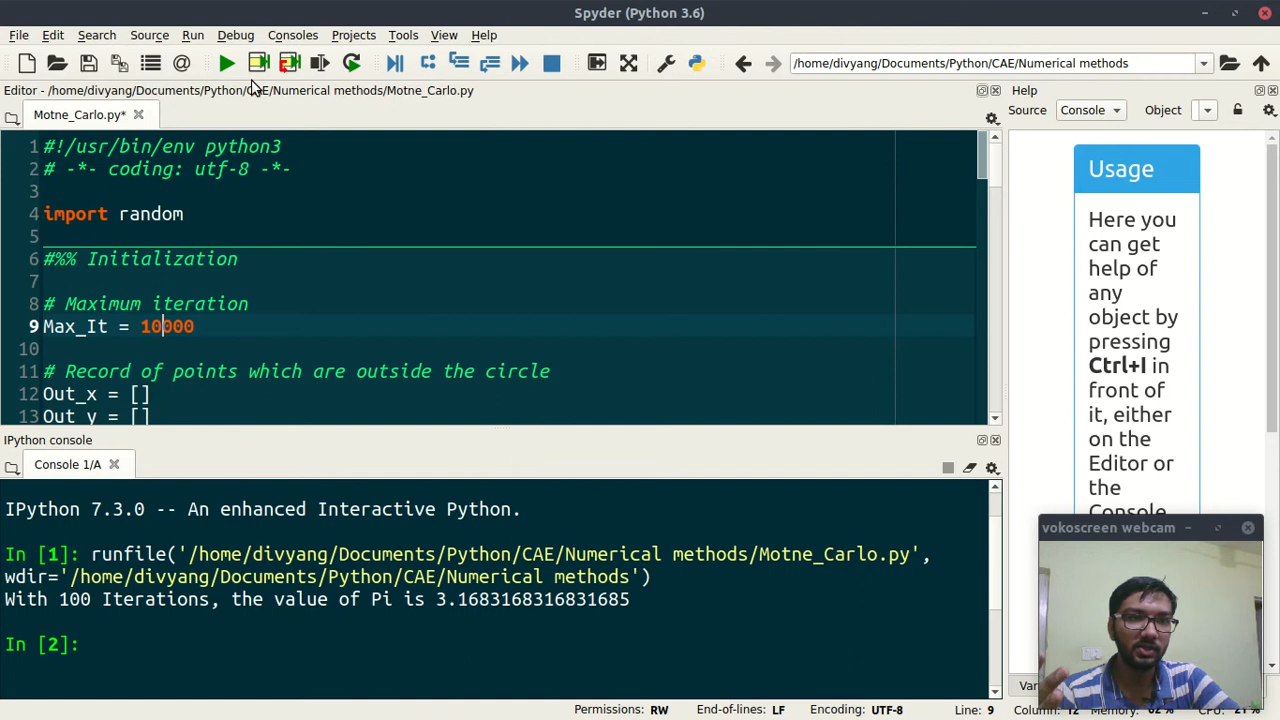 Spyder (Python 3.6)
File Edit Search Source Run Debug Consoles Projects Tools View Help
/home/divyang/Documents/Python/CAE/Numerical methods
Editor - /home/divyang/Documents/Python/CAE/Numerical methods/Motne_Carlo.py
Help
Motne_Carlo.py*
Source Console Object
1 #!/usr/bin/env python3
2 # -*- coding: utf-8 -*-
3
4 import random
5
6 #%% Initialization
7
8 # Maximum iteration
9 Max_It = 10000
10
11 # Record of points which are outside the circle
12 Out_x = []
13 Out_y = []
Usage
Here you
can get
help of
any
object by
pressing
Ctrl+I in
front of
it, either
on the
Editor or
the
Console
IPython console
Console 1/A
IPython 7.3.0 -- An enhanced Interactive Python.
In [1]: runfile('/home/divyang/Documents/Python/CAE/Numerical methods/Motne_Carlo.py',
wdir='/home/divyang/Documents/Python/CAE/Numerical methods')
With 100 Iterations, the value of Pi is 3.1683168316831685
In [2]:
vokoscreen webcam
Permissions: RW End-of-lines: LF Encoding: UTF-8 Line: 9